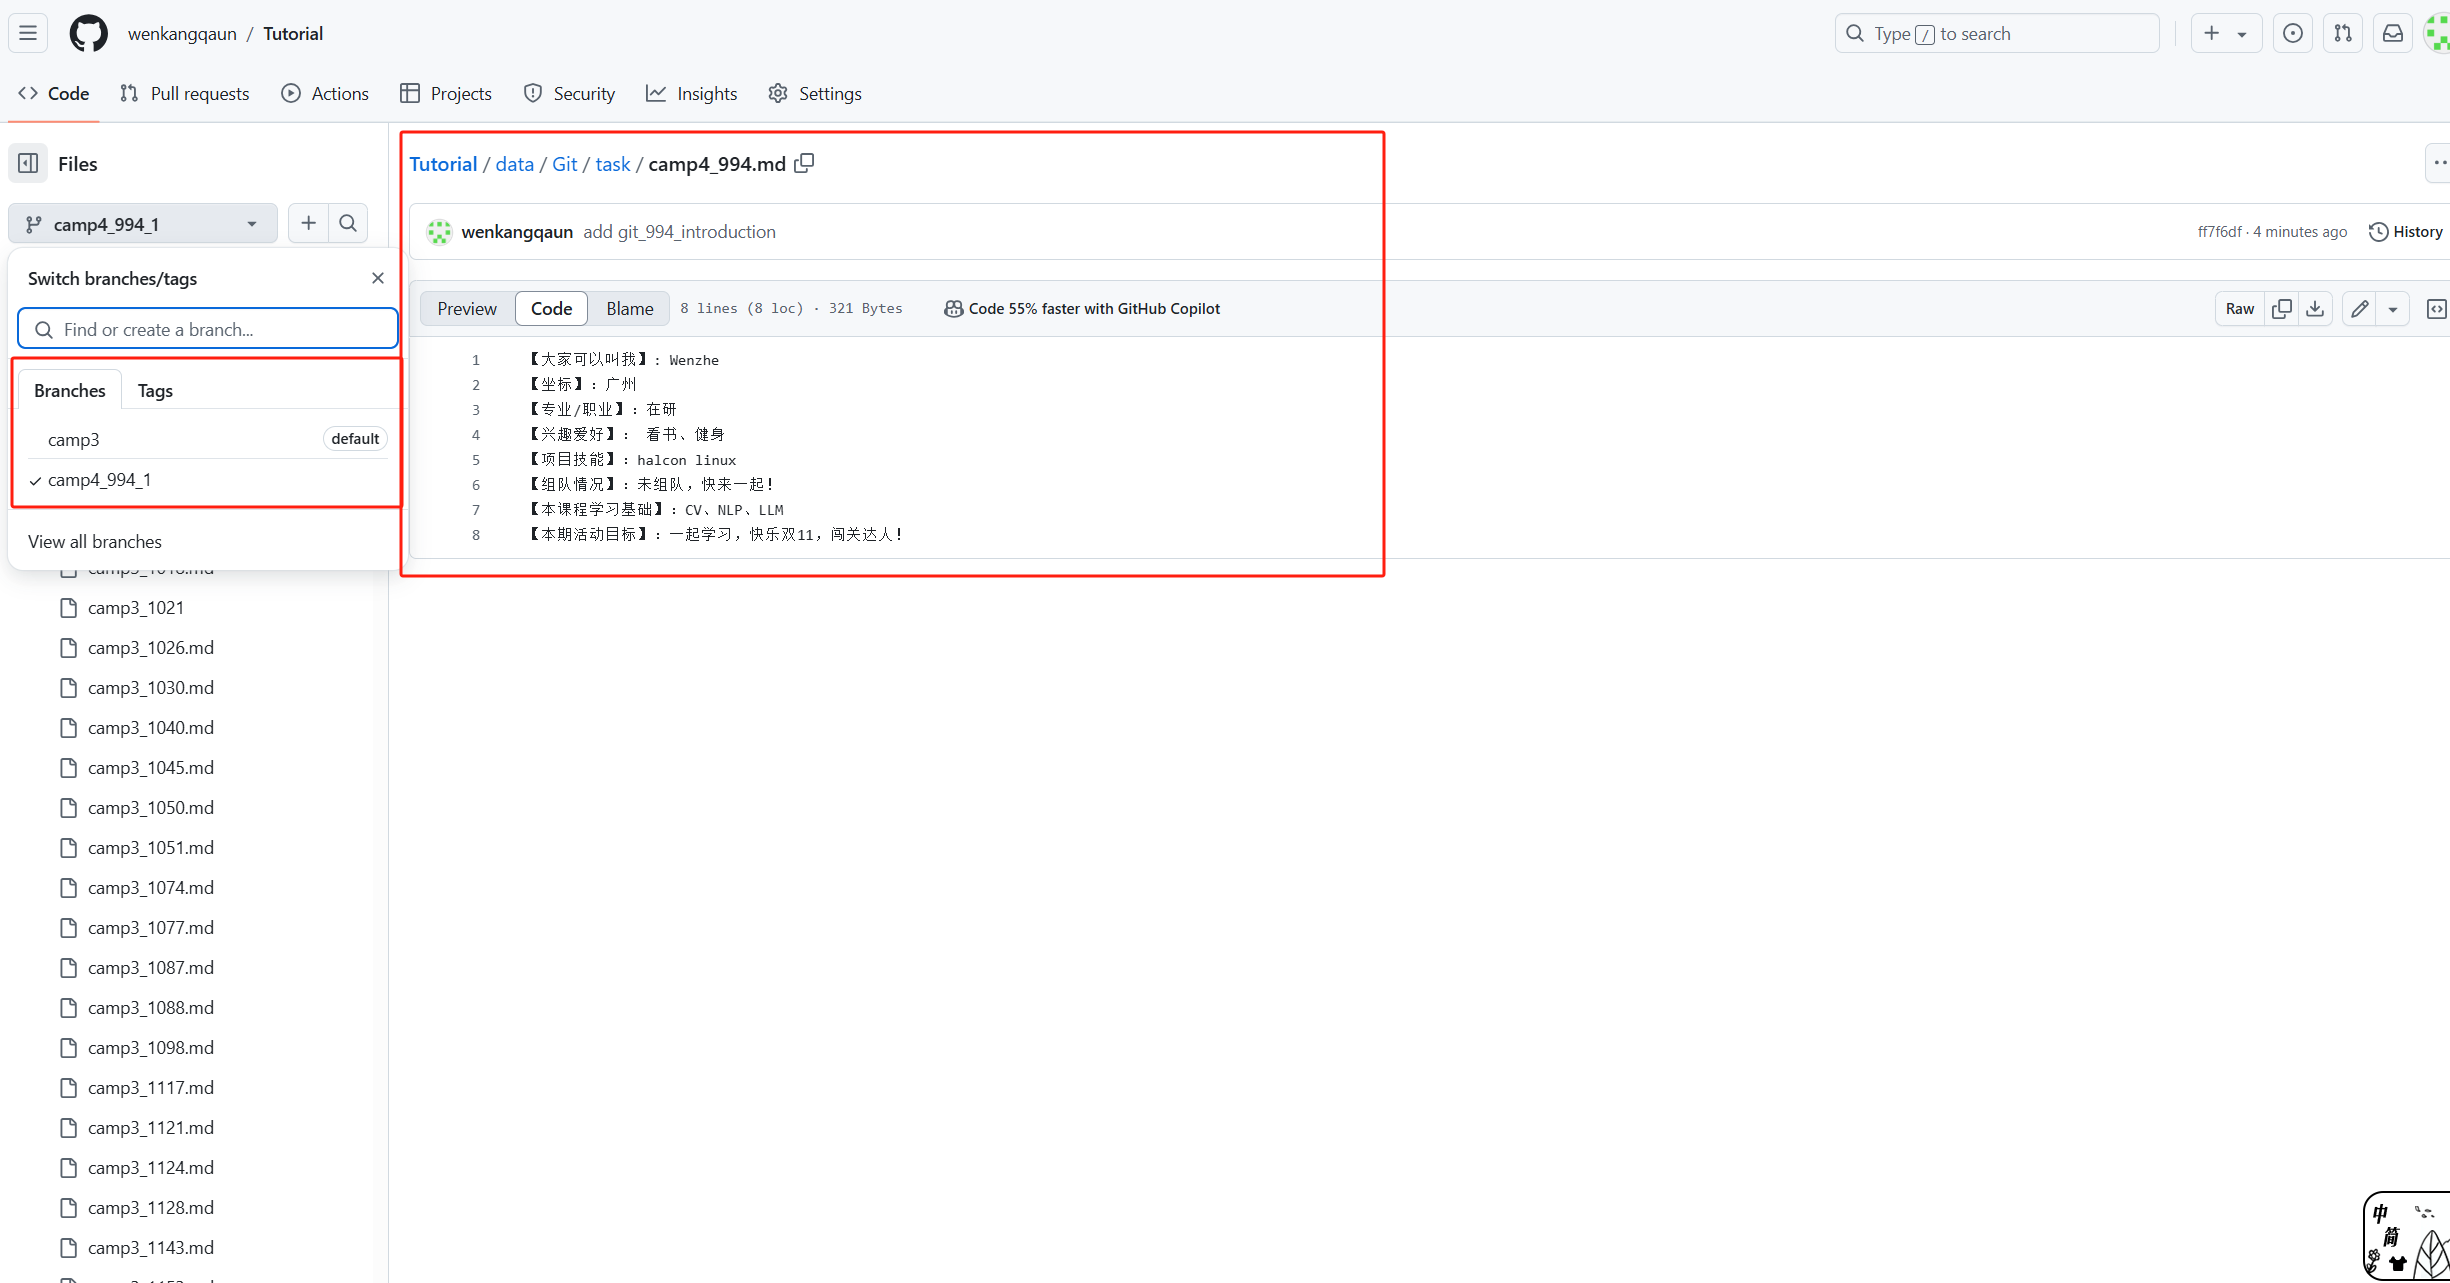 wenkangqaun / Tutorial
Type / to search
Code Pull requests Actions Projects Security Insights Settings
Files
camp4_994_1
Switch branches/tags
Find or create a branch...
Branches Tags
camp3 default
camp4_994_1
View all branches
camp3_1021
camp3_1026.md
camp3_1030.md
camp3_1040.md
camp3_1045.md
camp3_1050.md
camp3_1051.md
camp3_1074.md
camp3_1077.md
camp3_1087.md
camp3_1088.md
camp3_1098.md
camp3_1117.md
camp3_1121.md
camp3_1124.md
camp3_1128.md
camp3_1143.md
Tutorial / data / Git / task / camp4_994.md
wenkangqaun add git_994_introduction
ff7f6df · 4 minutes ago History
Preview Code Blame 8 lines (8 loc) · 321 Bytes Code 55% faster with GitHub Copilot
Raw
1 【大家可以叫我】: Wenzhe
2 【坐标】: 广州
3 【专业/职业】: 在研
4 【兴趣爱好】: 看书、健身
5 【项目技能】: halcon linux
6 【组队情况】: 未组队，快来一起！
7 【本课程学习基础】: CV、NLP、LLM
8 【本期活动目标】: 一起学习，快乐双11，闯关达人！
中
简